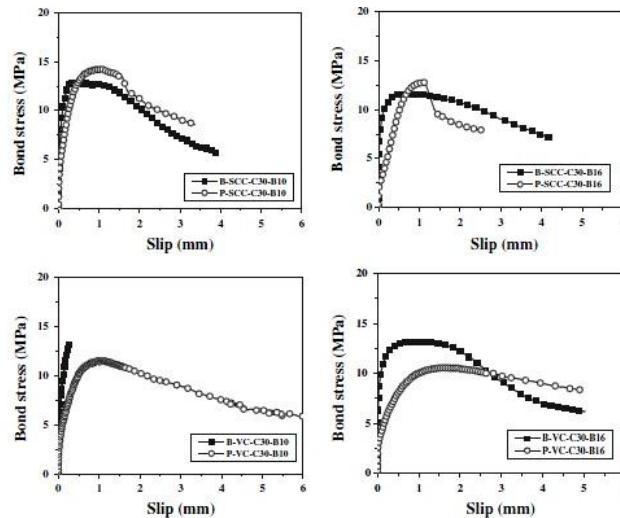 20
15
10
5
0
Bond stress (MPa)
B-SCC-C30-B10
P-SCC-C30-B10
0 1 2 3 4 5 6
Slip (mm)
20
15
10
5
0
Bond stress (MPa)
B-SCC-C30-B16
P-SCC-C30-B16
0 1 2 3 4 5 6
Slip (mm)
20
15
10
5
0
Bond stress (MPa)
B-VC-C30-B10
P-VC-C30-B10
0 1 2 3 4 5 6
Slip (mm)
20
15
10
5
0
Bond stress (MPa)
B-VC-C30-B16
P-VC-C30-B16
0 1 2 3 4 5
Slip (mm)